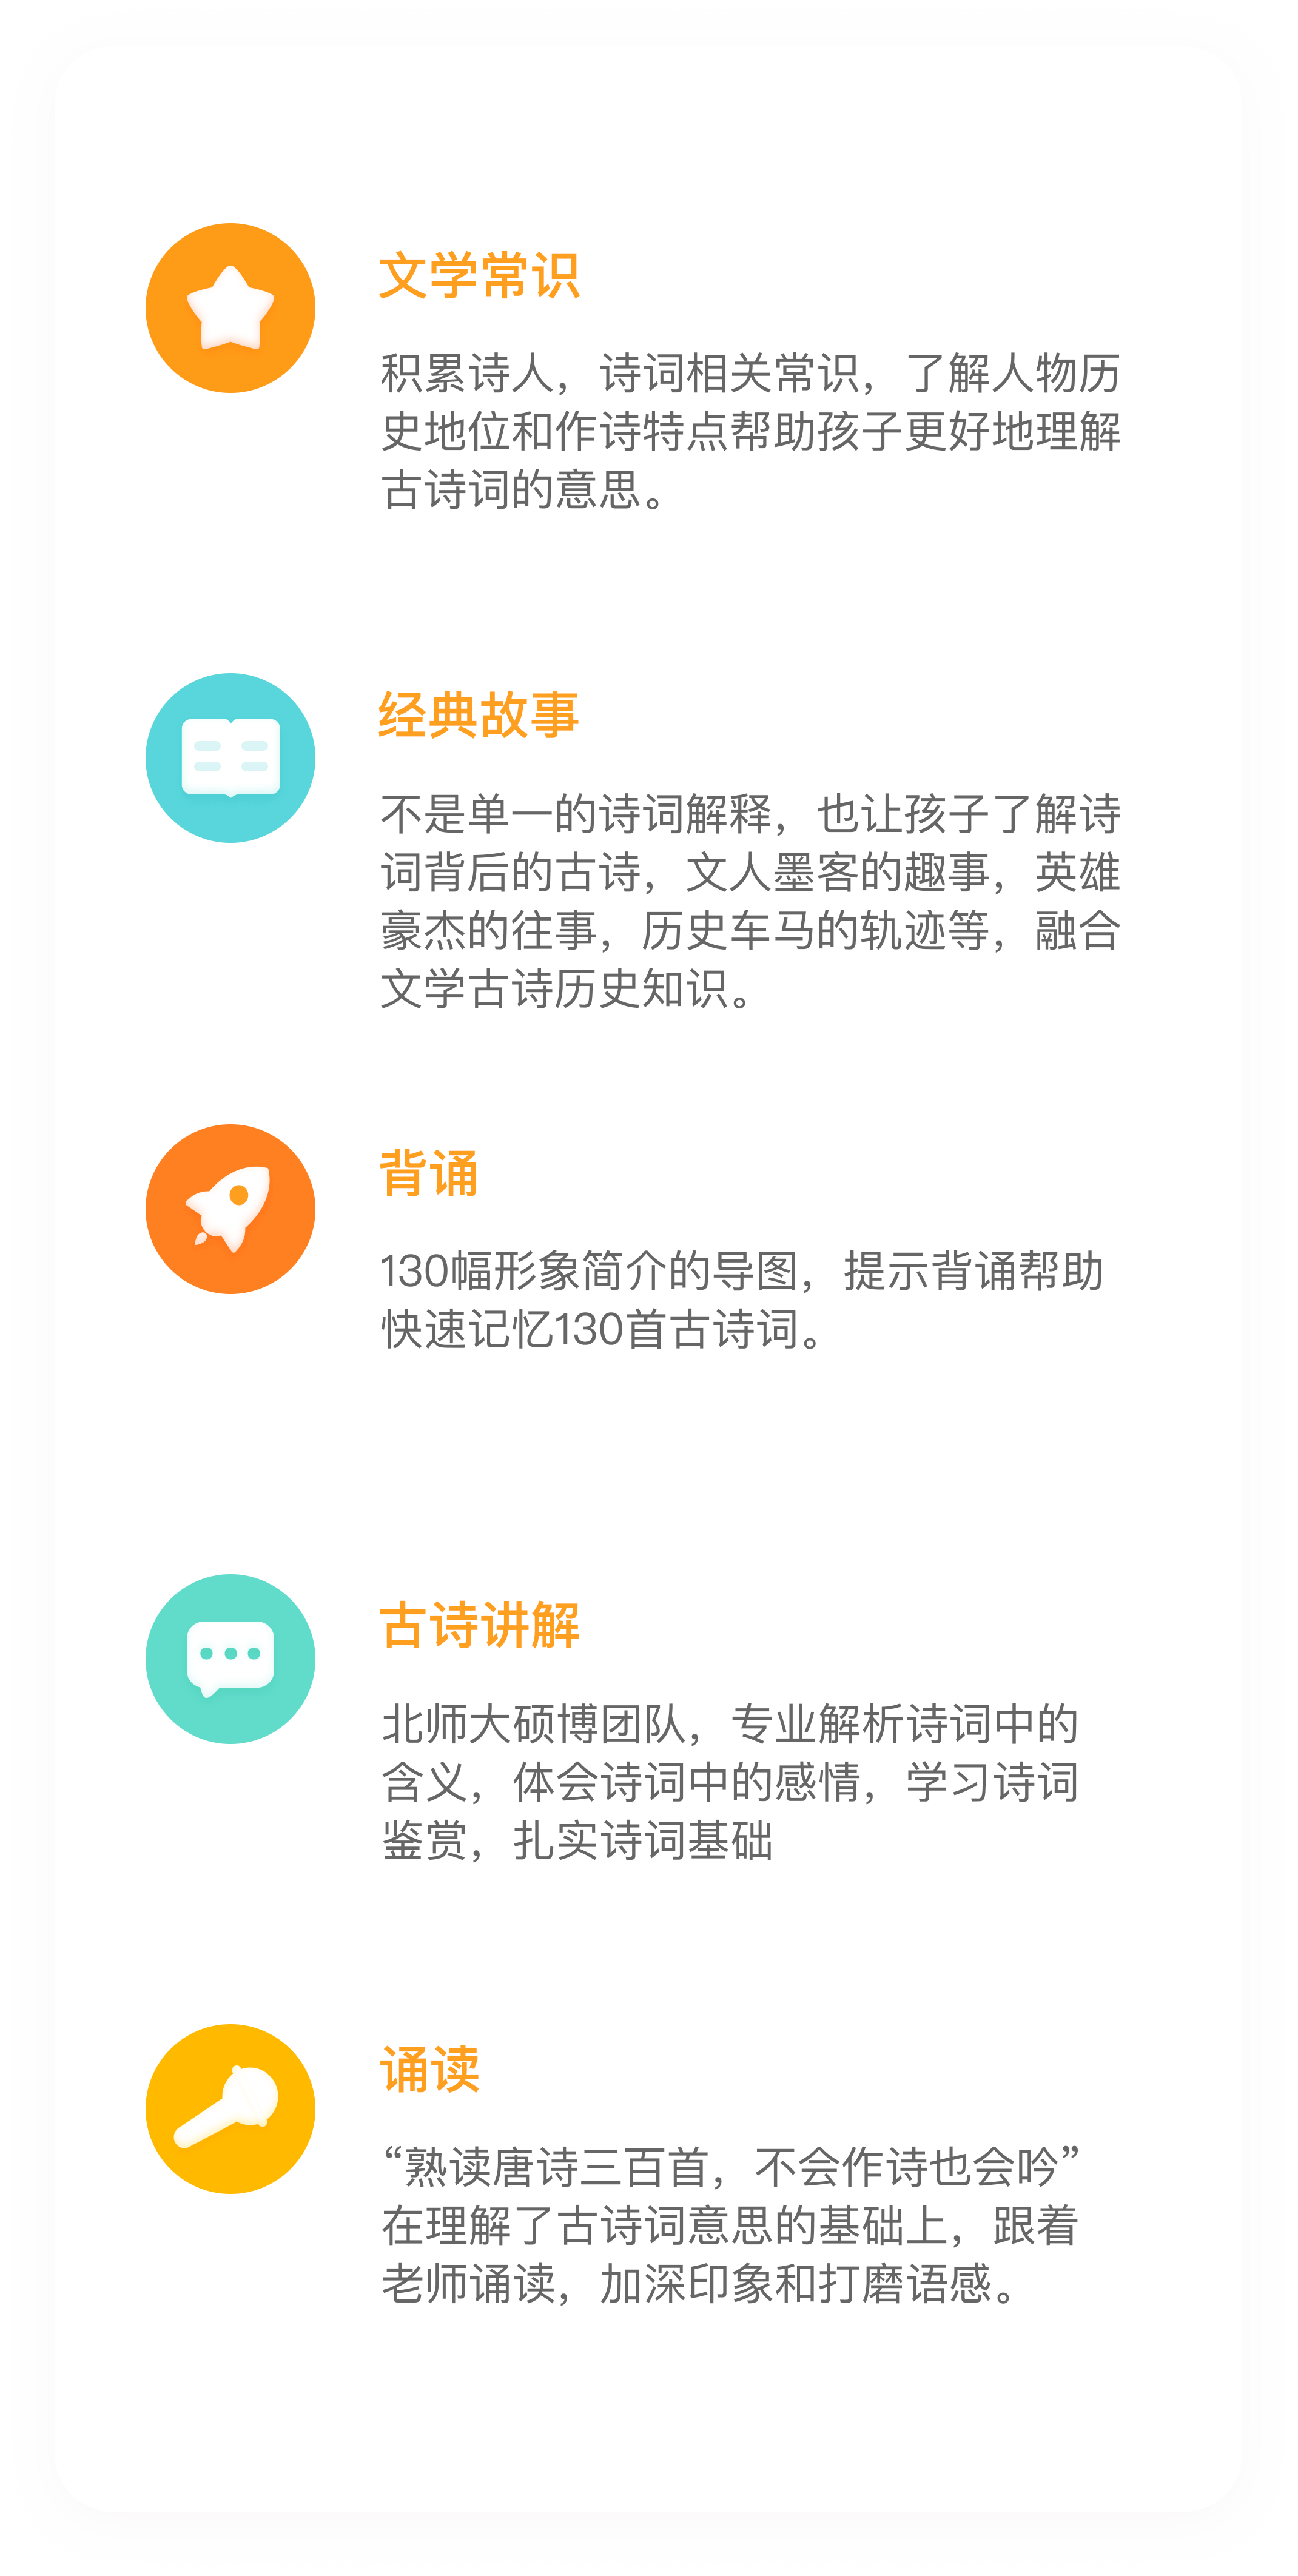 文学常识
积累诗人，诗词相关常识，了解人物历
史地位和作诗特点帮助孩子更好地理解
古诗词的意思。
经典故事
不是单一的诗词解释，也让孩子了解诗
词背后的古诗，文人墨客的趣事，英雄
豪杰的往事，历史车马的轨迹等，融合
文学古诗历史知识。
背诵
130幅形象简介的导图，提示背诵帮助
快速记忆130首古诗词。
古诗讲解
北师大硕博团队，专业解析诗词中的
含义，体会诗词中的感情，学习诗词
鉴赏，扎实诗词基础
诵读
“熟读唐诗三百首，不会作诗也会吟”
在理解了古诗词意思的基础上，跟着
老师诵读，加深印象和打磨语感。